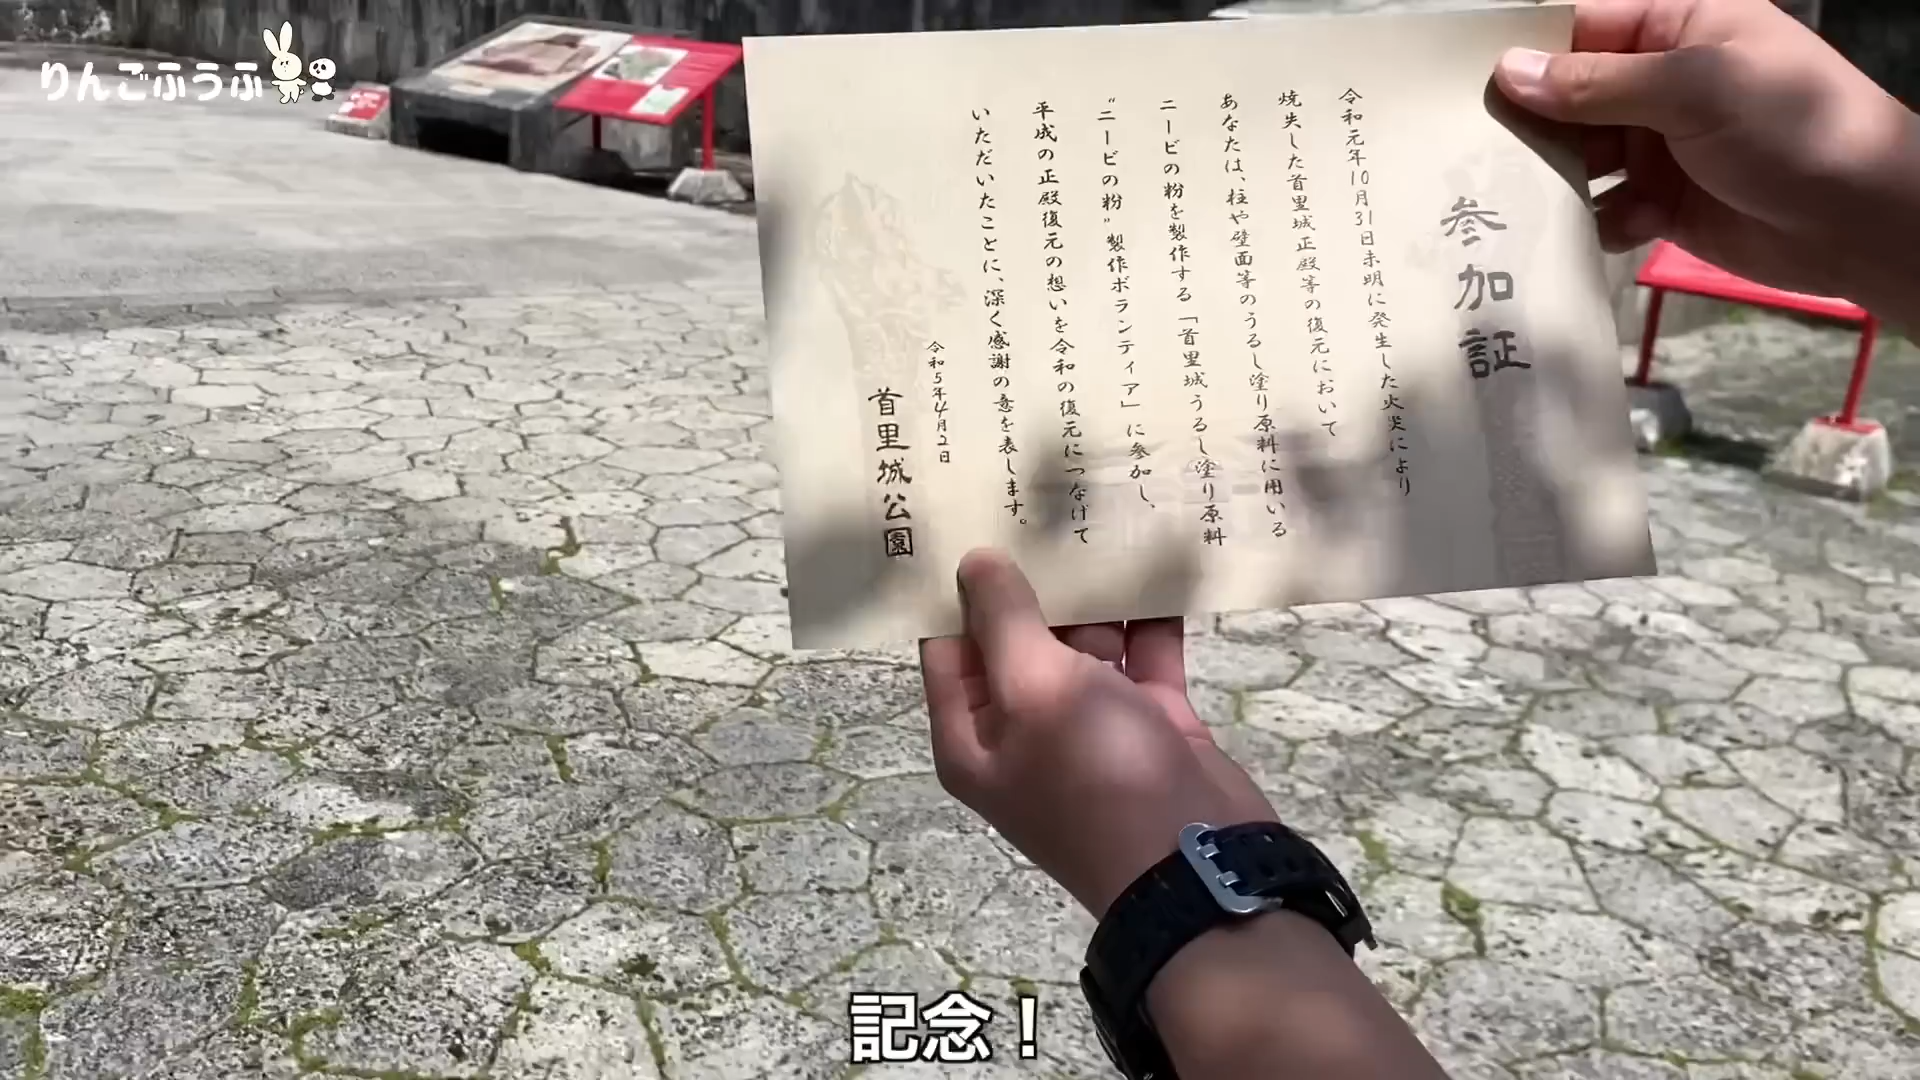 りんごふうふ
参加証
令和元年10月31日未明に発生した火災により
焼失した首里城正殿等の復元において
あなたは、柱や壁面等のうるし塗り原料に用いる
ニービの粉を製作する「首里城うるし塗り原料
“ニービの粉”製作ボランティア」に参加し、
平成の正殿復元の想いを令和の復元につなげて
いただいたことに、深く感謝の意を表します。
令和5年4月2日
首里城公園
記念！